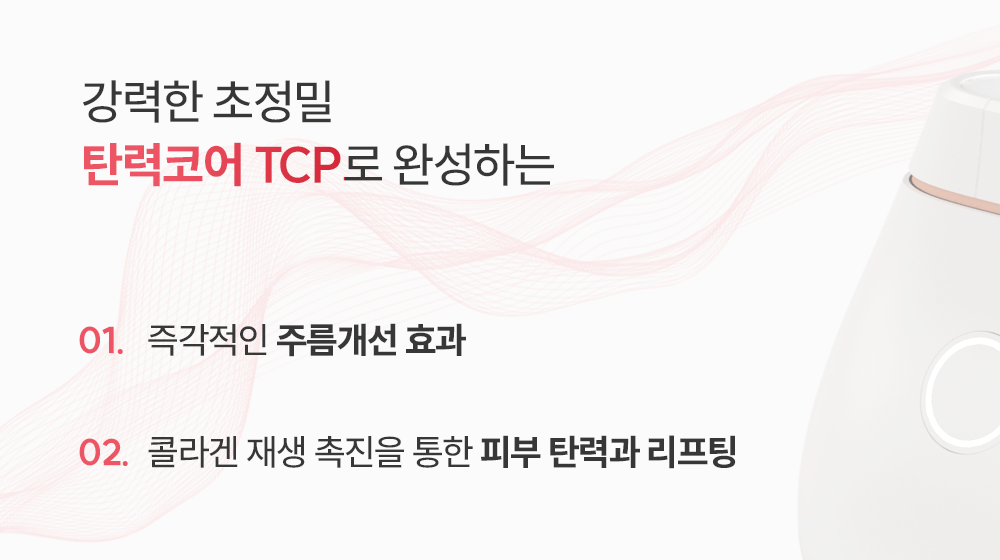 강력한 초정밀
탄력코어 TCP로 완성하는
01. 즉각적인 주름개선 효과
02. 콜라겐 재생 촉진을 통한 피부 탄력과 리프팅